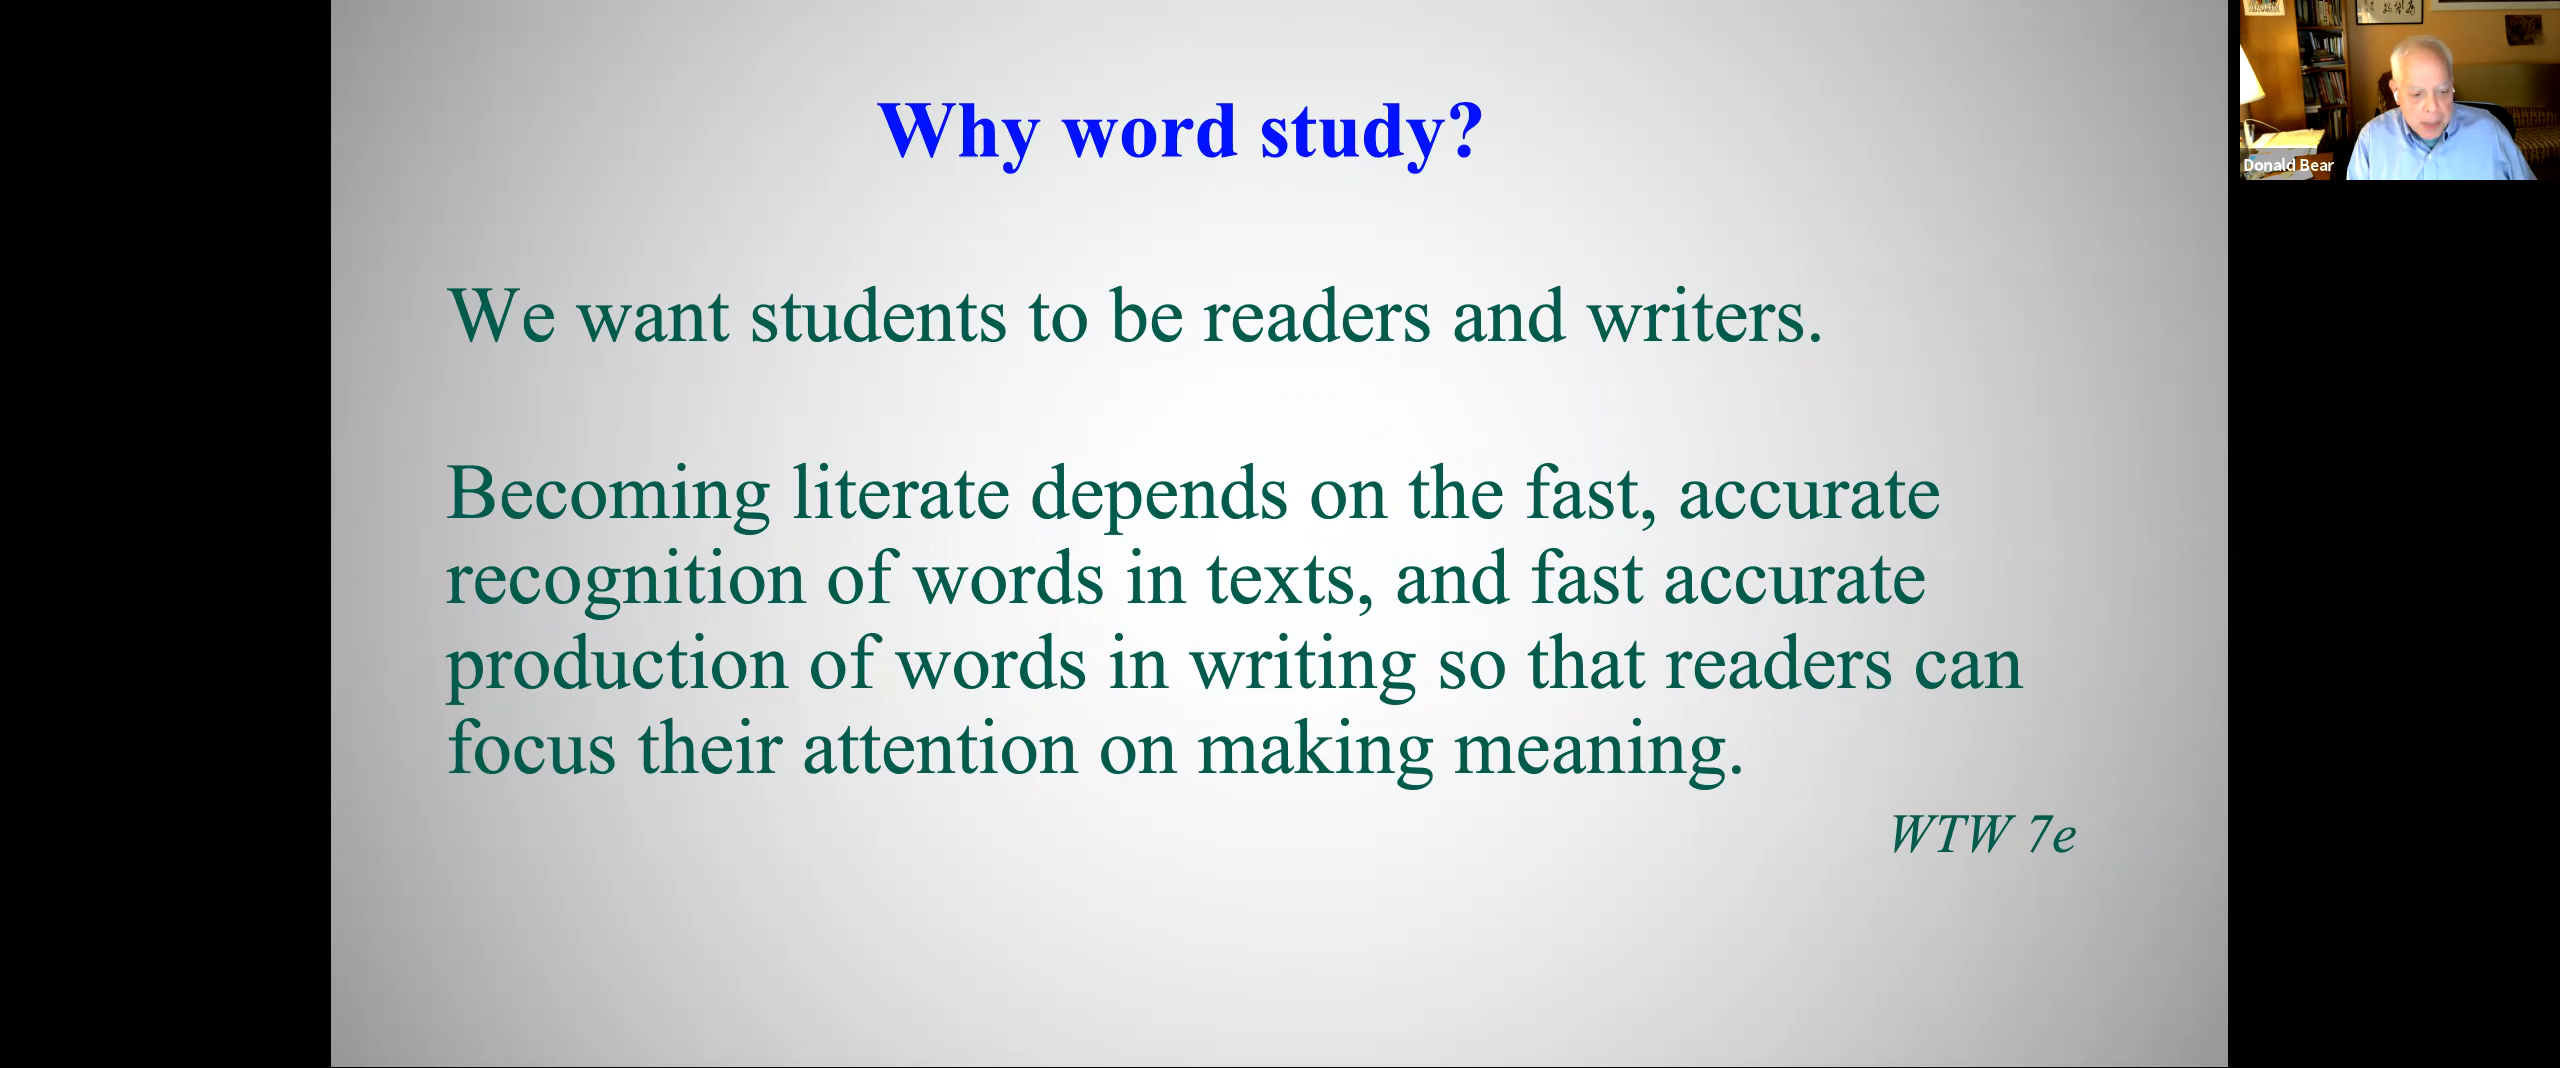 Why word study?
We want students to be readers and writers.
Becoming literate depends on the fast, accurate
recognition of words in texts, and fast accurate
production of words in writing so that readers can
focus their attention on making meaning.
WTW 7e
Donald Bear